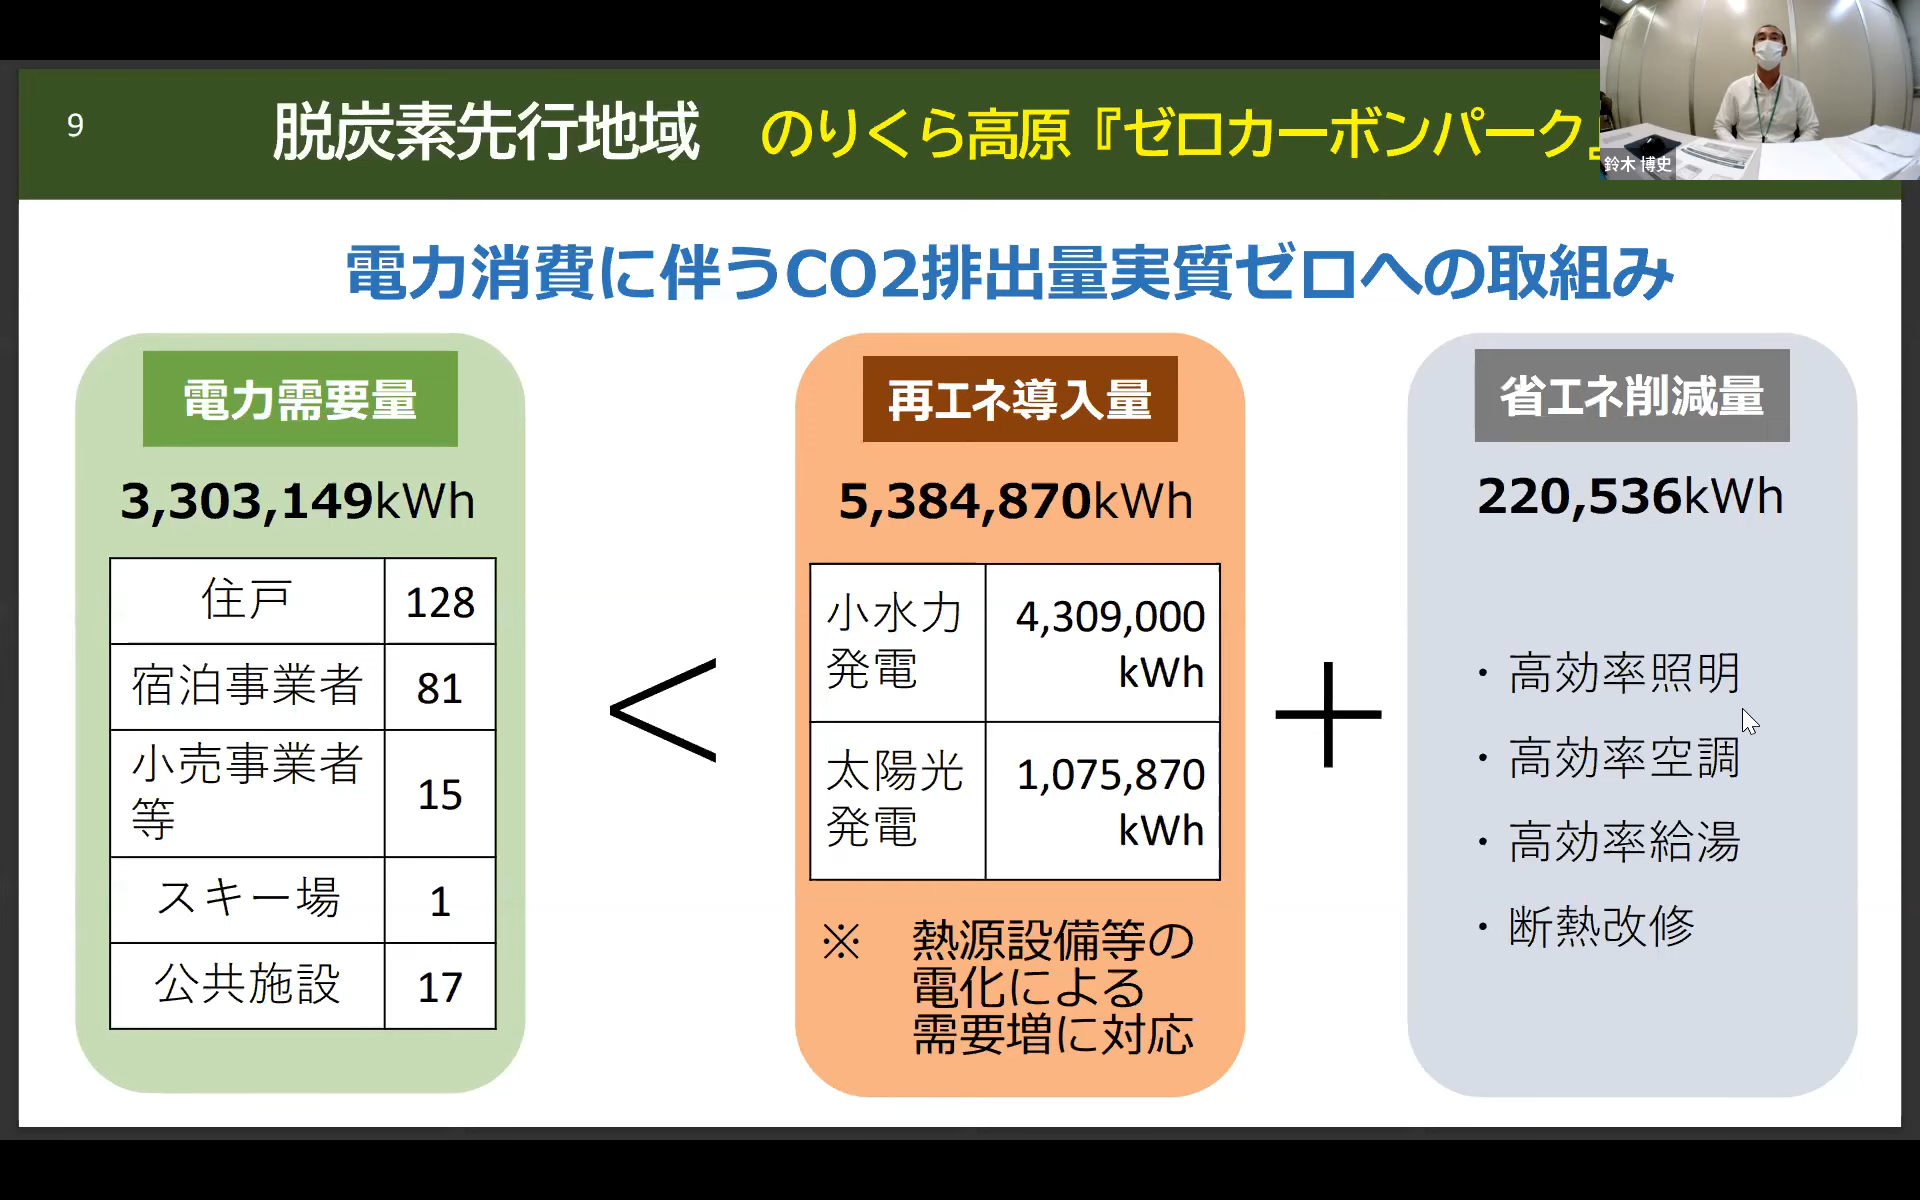 9
脱炭素先行地域 のりくら高原『ゼロカーボンパーク』
鈴木 博史
電力消費に伴うCO2排出量実質ゼロへの取組み
電力需要量
3,303,149kWh
住戸 128
宿泊事業者 81
小売事業者
等 15
スキー場 1
公共施設 17
＜
再エネ導入量
5,384,870kWh
小水力
発電 4,309,000
kWh
太陽光
発電 1,075,870
kWh
※ 熱源設備等の
電化による
需要増に対応
＋
省エネ削減量
220,536kWh
・高効率照明
・高効率空調
・高効率給湯
・断熱改修